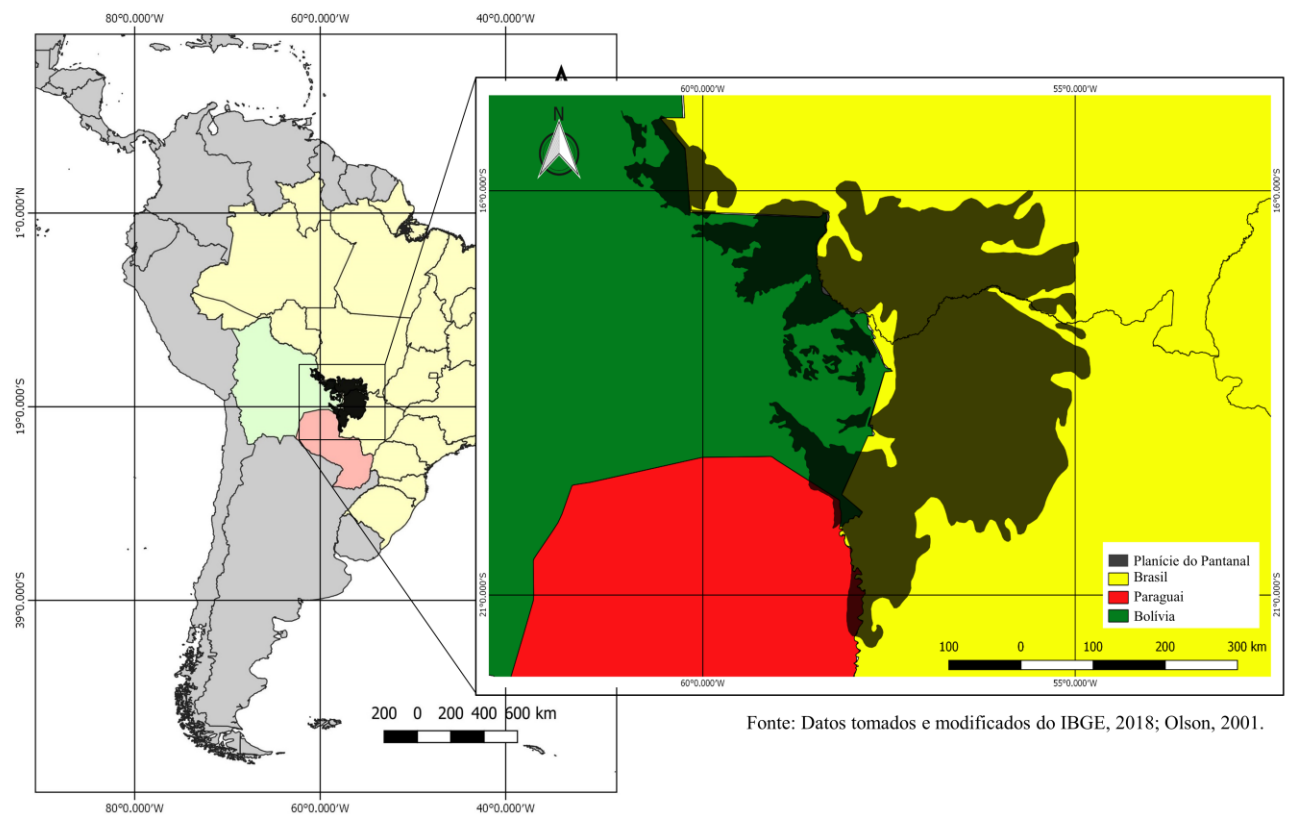 80°0.000'W 60°0.000'W 40°0.000'W
1°0.000'N
19°0.000'S
39°0.000'S
80°0.000'W 60°0.000'W 40°0.000'W
200 0 200 400 600 km
60°0.000'W 55°0.000'W
N
16°0.000'S 16°0.000'S
21°0.000'S 21°0.000'S
Planície do Pantanal
Brasil
Paraguai
Bolívia
100 0 100 200 300 km
60°0.000'W 55°0.000'W
Fonte: Datos tomados e modificados do IBGE, 2018; Olson, 2001.